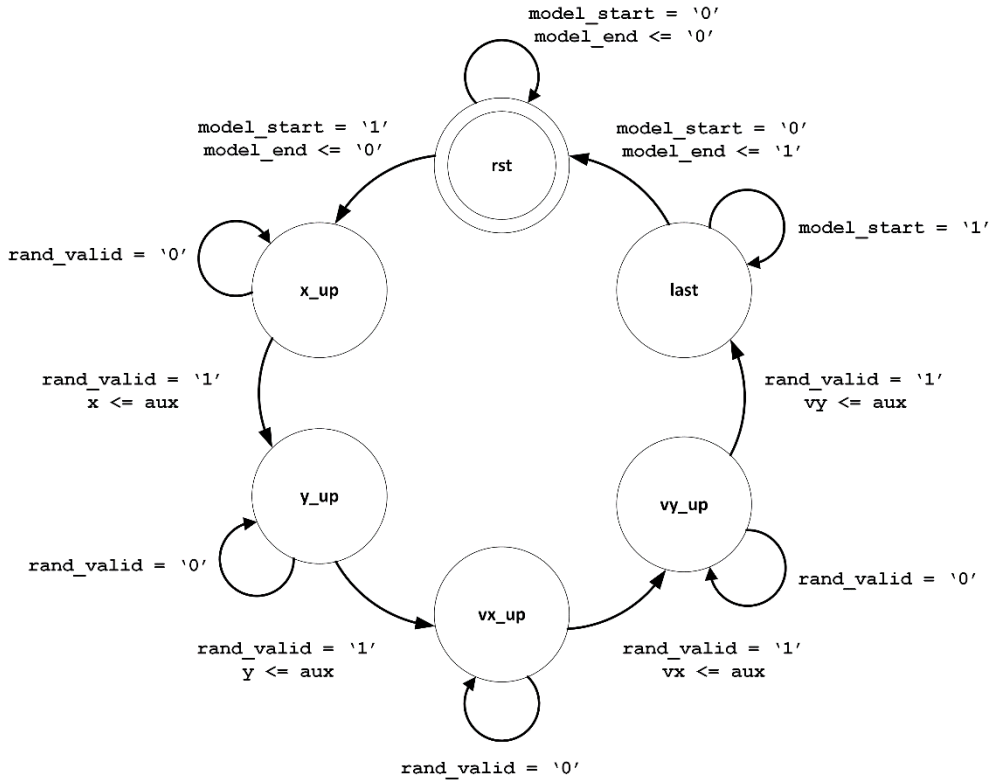 model_start = ‘0’
model_end <= ‘0’
model_start = ‘1’
model_end <= ‘0’
rst
model_start = ‘0’
model_end <= ‘1’
rand_valid = ‘0’
x_up
last
model_start = ‘1’
rand_valid = ‘1’
x <= aux
rand_valid = ‘1’
vy <= aux
y_up
vy_up
rand_valid = ‘0’
rand_valid = ‘0’
vx_up
rand_valid = ‘1’
y <= aux
rand_valid = ‘1’
vx <= aux
rand_valid = ‘0’